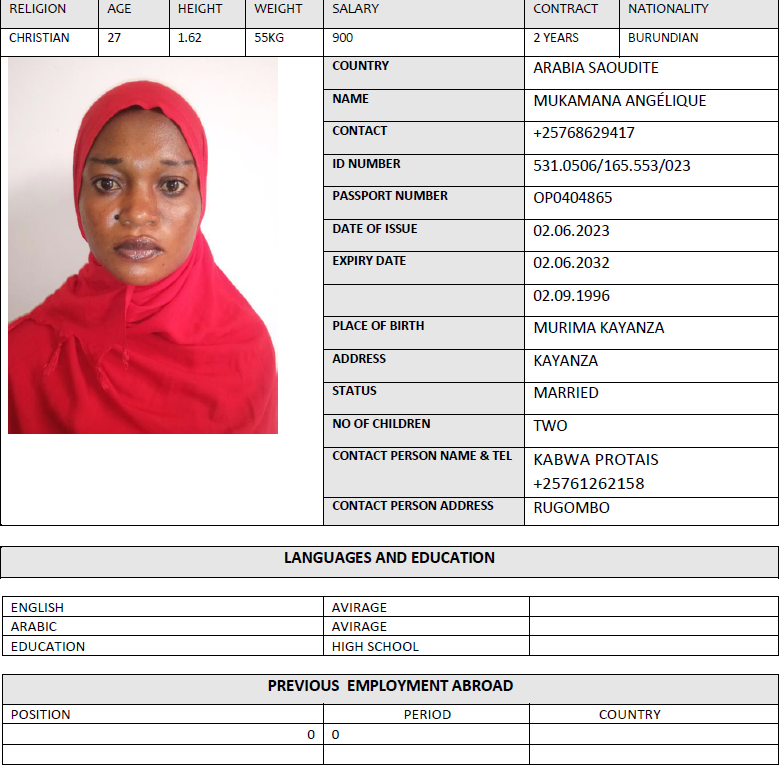 RELIGION AGE HEIGHT WEIGHT SALARY CONTRACT NATIONALITY
CHRISTIAN 27 1.62 55KG 900 2 YEARS BURUNDIAN
COUNTRY ARABIA SAOUDITE
NAME MUKAMANA ANGÉLIQUE
CONTACT +25768629417
ID NUMBER 531.0506/165.553/023
PASSPORT NUMBER OP0404865
DATE OF ISSUE 02.06.2023
EXPIRY DATE 02.06.2032
02.09.1996
PLACE OF BIRTH MURIMA KAYANZA
ADDRESS KAYANZA
STATUS MARRIED
NO OF CHILDREN TWO
CONTACT PERSON NAME & TEL KABWA PROTAIS
+25761262158
CONTACT PERSON ADDRESS RUGOMBO
LANGUAGES AND EDUCATION
ENGLISH AVIRAGE
ARABIC AVIRAGE
EDUCATION HIGH SCHOOL
PREVIOUS EMPLOYMENT ABROAD
POSITION PERIOD COUNTRY
0 0